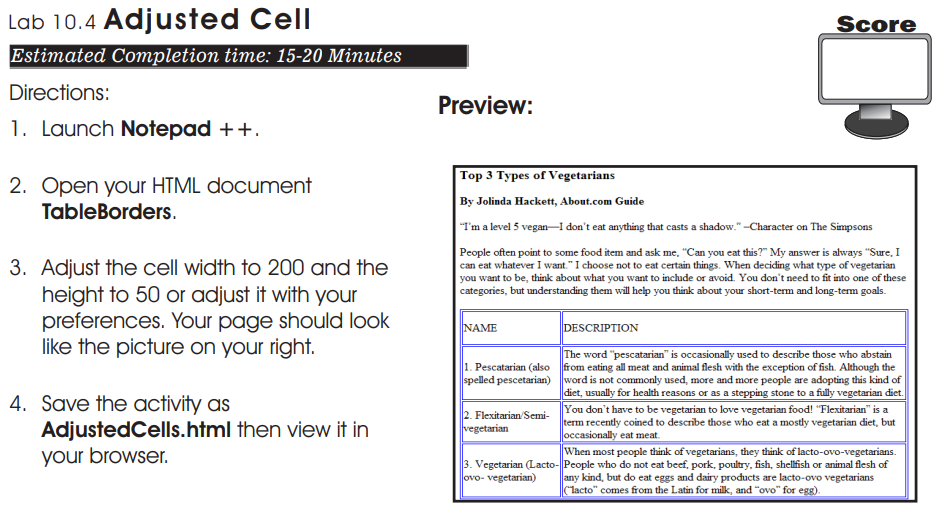 Lab 10.4 Adjusted Cell
Score
Estimated Completion time: 15-20 Minutes
Directions:
1. Launch Notepad ++.
2. Open your HTML document
TableBorders.
3. Adjust the cell width to 200 and the
height to 50 or adjust it with your
preferences. Your page should look
like the picture on your right.
4. Save the activity as
AdjustedCells.html then view it in
your browser.
Preview:
Top 3 Types of Vegetarians
By Jolinda Hackett, About.com Guide
"I'm a level 5 vegan—I don't eat anything that casts a shadow." –Character on The Simpsons
People often point to some food item and ask me, "Can you eat this?" My answer is always "Sure, I
can eat whatever I want." I choose not to eat certain things. When deciding what type of vegetarian
you want to be, think about what you want to include or avoid. You don't need to fit into one of these
categories, but understanding them will help you think about your short-term and long-term goals.
NAME
DESCRIPTION
1. Pescatarian (also
spelled pescetarian)
The word "pescatarian" is occasionally used to describe those who abstain
from eating all meat and animal flesh with the exception of fish. Although the
word is not commonly used, more and more people are adopting this kind of
diet, usually for health reasons or as a stepping stone to a fully vegetarian diet.
2. Flexitarian/Semi-
vegetarian
You don't have to be vegetarian to love vegetarian food! "Flexitarian" is a
term recently coined to describe those who eat a mostly vegetarian diet, but
occasionally eat meat.
3. Vegetarian (Lacto-
ovo- vegetarian)
When most people think of vegetarians, they think of lacto-ovo-vegetarians.
People who do not eat beef, pork, poultry, fish, shellfish or animal flesh of
any kind, but do eat eggs and dairy products are lacto-ovo vegetarians
("lacto" comes from the Latin for milk, and "ovo" for egg).